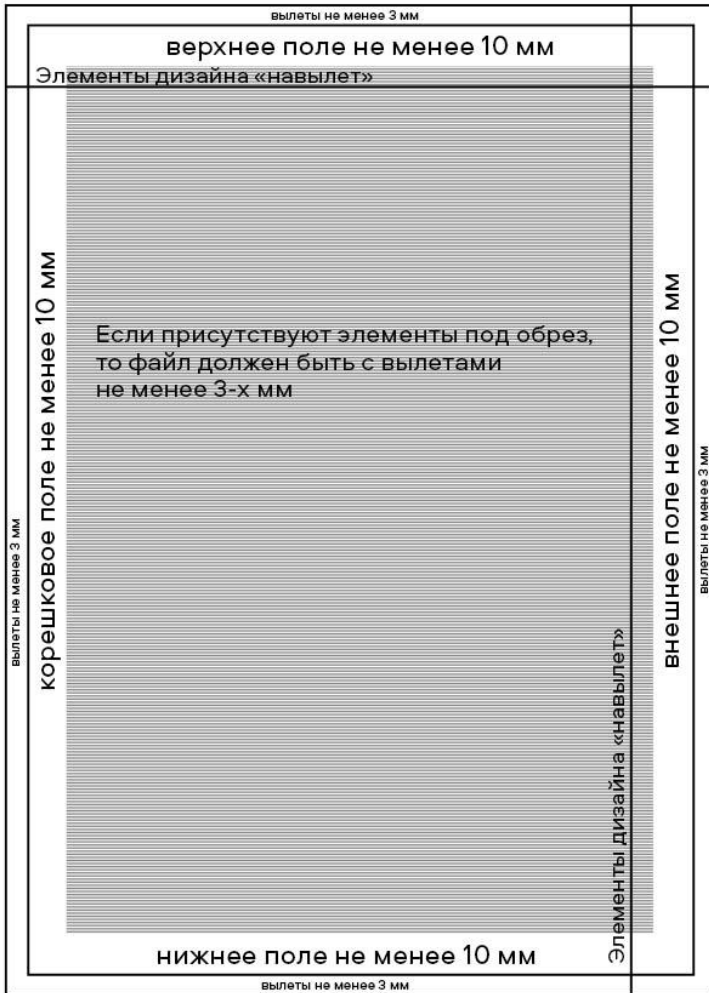 вылеты не менее 3 мм
верхнее поле не менее 10 мм
Элементы дизайна «навылет»
Если присутствуют элементы под обрез,
то файл должен быть с вылетами
не менее 3-х мм
вылеты не менее 3 мм
корешковое поле не менее 10 мм
Элементы дизайна «навылет»
внешнее поле не менее 10 мм
вылеты не менее 3 мм
нижнее поле не менее 10 мм
вылеты не менее 3 мм